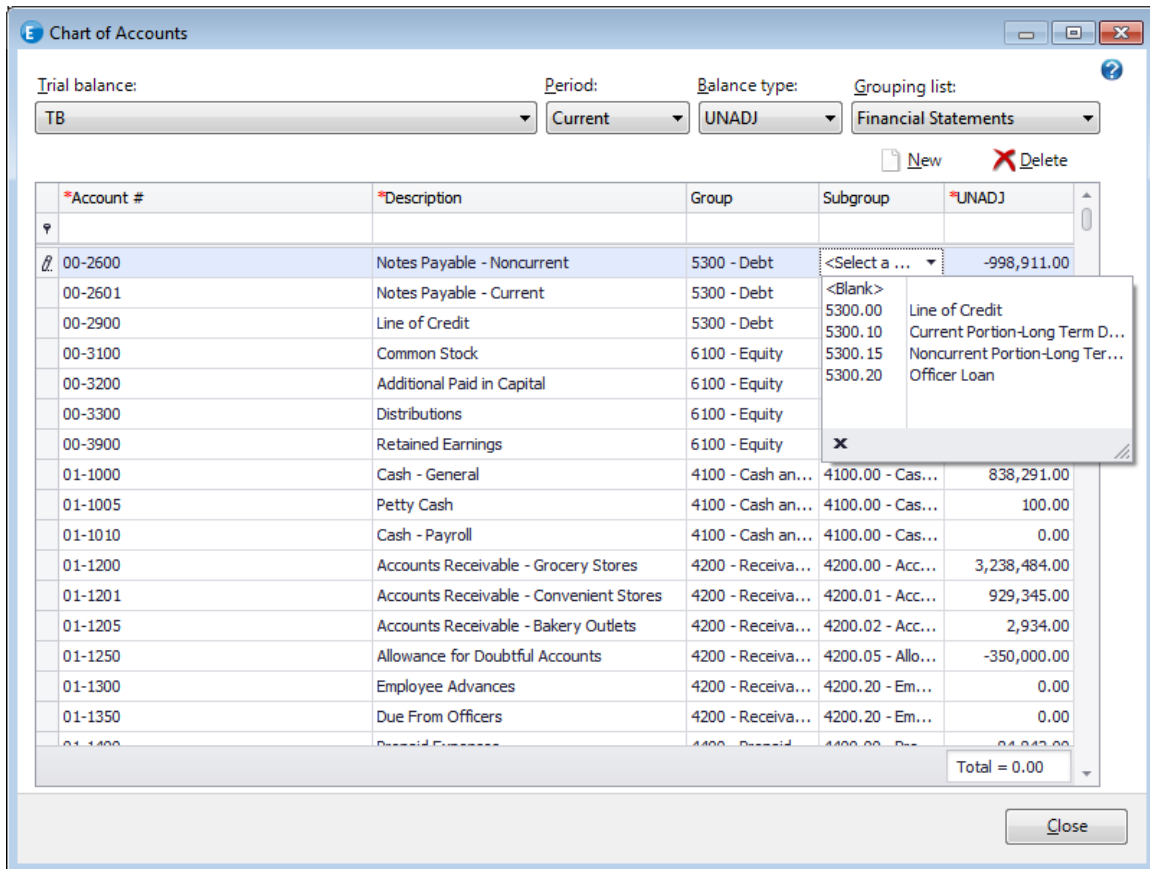 E Chart of Accounts
Trial balance: Period: Balance type: Grouping list:
TB Current UNADJ Financial Statements
New Delete
*Account # *Description Group Subgroup *UNADJ
00-2600 Notes Payable - Noncurrent 5300 - Debt <Select a ... -998,911.00
00-2601 Notes Payable - Current 5300 - Debt <Blank>
00-2900 Line of Credit 5300 - Debt 5300.00 Line of Credit
5300.10 Current Portion-Long Term D...
00-3100 Common Stock 6100 - Equity 5300.15 Noncurrent Portion-Long Ter...
00-3200 Additional Paid in Capital 6100 - Equity 5300.20 Officer Loan
00-3300 Distributions 6100 - Equity
00-3900 Retained Earnings 6100 - Equity x
01-1000 Cash - General 4100 - Cash an... 4100.00 - Cas... 838,291.00
01-1005 Petty Cash 4100 - Cash an... 4100.00 - Cas... 100.00
01-1010 Cash - Payroll 4100 - Cash an... 4100.00 - Cas... 0.00
01-1200 Accounts Receivable - Grocery Stores 4200 - Receiva... 4200.00 - Acc... 3,238,484.00
01-1201 Accounts Receivable - Convenient Stores 4200 - Receiva... 4200.01 - Acc... 929,345.00
01-1205 Accounts Receivable - Bakery Outlets 4200 - Receiva... 4200.02 - Acc... 2,934.00
01-1250 Allowance for Doubtful Accounts 4200 - Receiva... 4200.05 - Allo... -350,000.00
01-1300 Employee Advances 4200 - Receiva... 4200.20 - Em... 0.00
01-1350 Due From Officers 4200 - Receiva... 4200.20 - Em... 0.00
Total = 0.00
Close